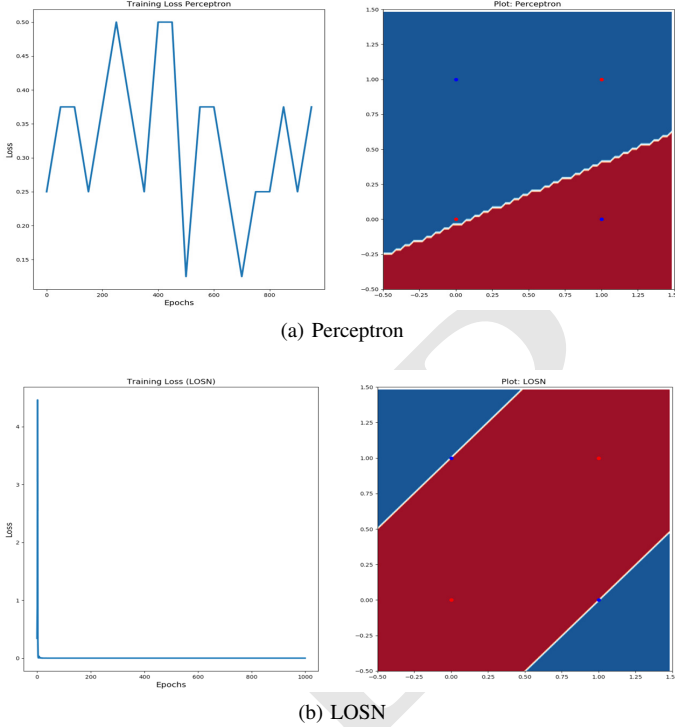 Training Loss Perceptron
0.50
0.45
0.40
0.35
0.30
0.25
0.20
0.15
Loss
0 200 400 600 800
Epochs
Plot: Perceptron
1.50
1.25
1.00
0.75
0.50
0.25
0.00
−0.25
−0.50
−0.50 −0.25 0.00 0.25 0.50 0.75 1.00 1.25 1.50
(a) Perceptron
Training Loss (LOSN)
4
3
2
1
0
Loss
0 200 400 600 800 1000
Epochs
Plot: LOSN
1.50
1.25
1.00
0.75
0.50
0.25
0.00
−0.25
−0.50
−0.50 −0.25 0.00 0.25 0.50 0.75 1.00 1.25 1.50
(b) LOSN